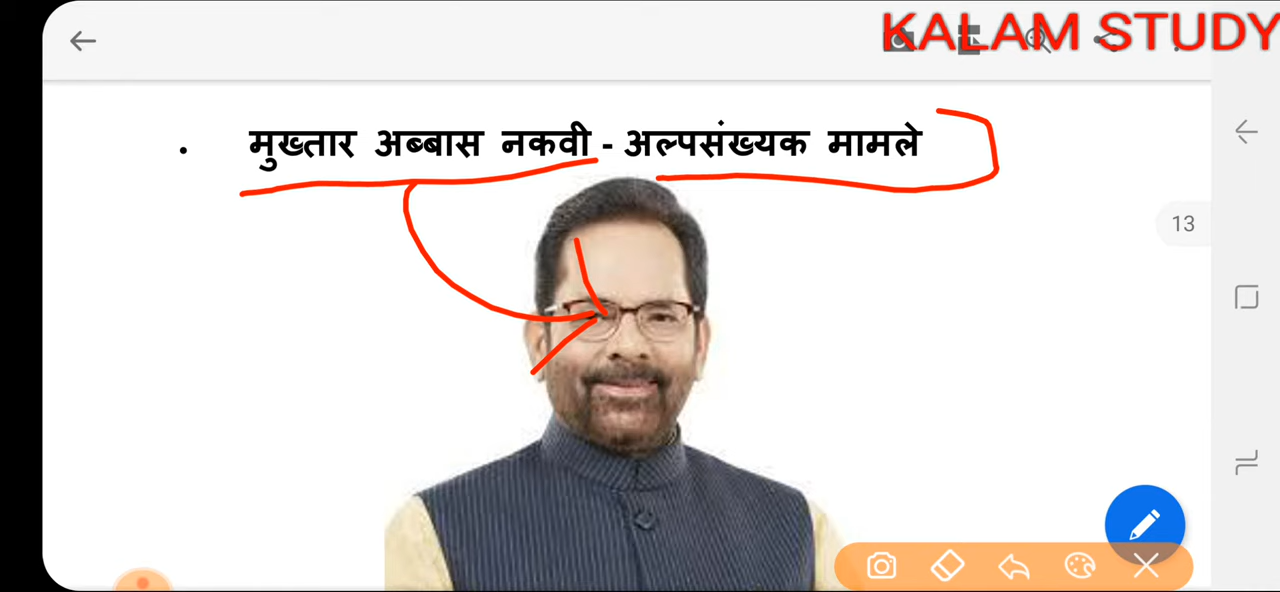 KALAM STUDY
. मुख्तार अब्बास नकवी - अल्पसंख्यक मामले
13